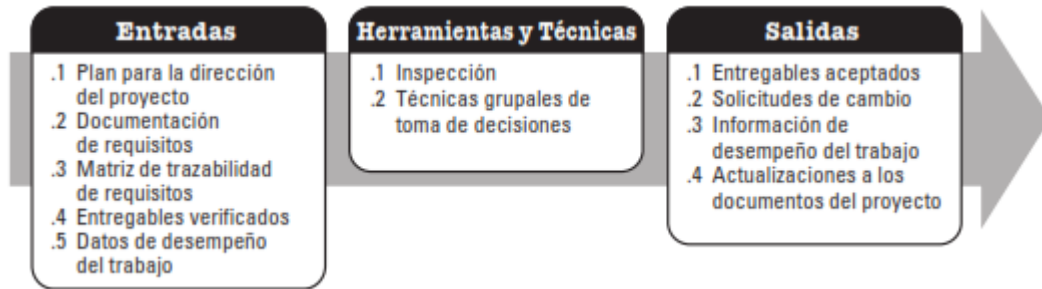 Entradas
.1 Plan para la dirección
del proyecto
.2 Documentación
de requisitos
.3 Matriz de trazabilidad
de requisitos
.4 Entregables verificados
.5 Datos de desempeño
del trabajo
Herramientas y Técnicas
.1 Inspección
.2 Técnicas grupales de
toma de decisiones
Salidas
.1 Entregables aceptados
.2 Solicitudes de cambio
.3 Información de
desempeño del trabajo
.4 Actualizaciones a los
documentos del proyecto